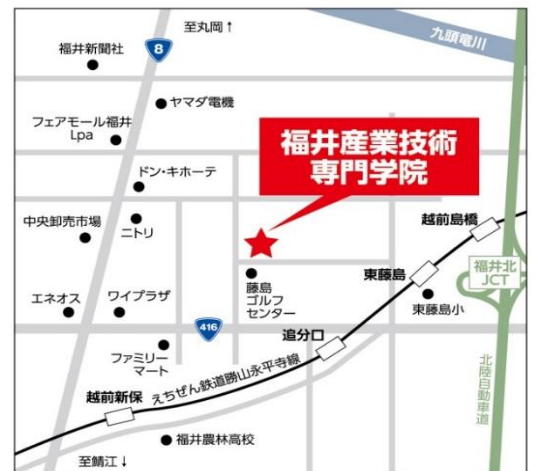 至丸岡↑
九頭竜川
福井新聞社
8
ヤマダ電機
フェアモール福井
Lpa
福井産業技術
専門学院
ドン・キホーテ
中央卸売市場
ニトリ
越前島橋
東藤島
福井北
JCT
藤島
ゴルフ
センター
エネオス
ワイプラザ
東藤島小
416
追分口
ファミリー
マート
えちぜん鉄道勝山永平寺線
北陸自動車道
越前新保
福井農林高校
至鯖江↓